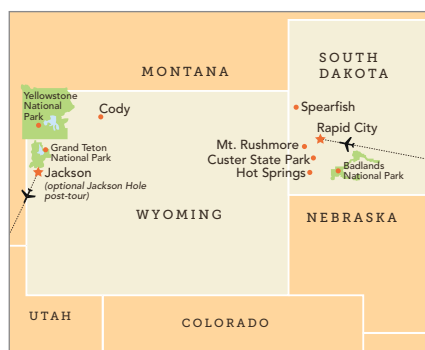 MONTANA
SOUTH
DAKOTA
Yellowstone
National
Park
Cody
Spearfish
Rapid City
Grand Teton
National Park
Mt. Rushmore
Custer State Park
Hot Springs
Badlands
National Park
Jackson
(optional Jackson Hole
post-tour)
WYOMING
NEBRASKA
UTAH
COLORADO